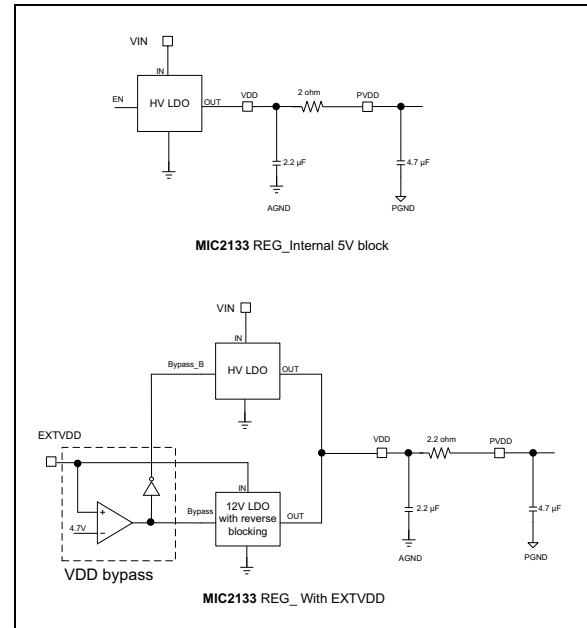 VIN
IN
EN
HV LDO
OUT
VDD
2 ohm
PVDD
2.2 µF
4.7 µF
AGND
PGND
MIC2133 REG_Internal 5V block
VIN
IN
Bypass_B
HV LDO
OUT
EXTVDD
VDD
2.2 ohm
PVDD
IN
+
4.7V
−
Bypass
12V LDO
with reverse
blocking
OUT
2.2 µF
4.7 µF
AGND
PGND
VDD bypass
MIC2133 REG_ With EXTVDD